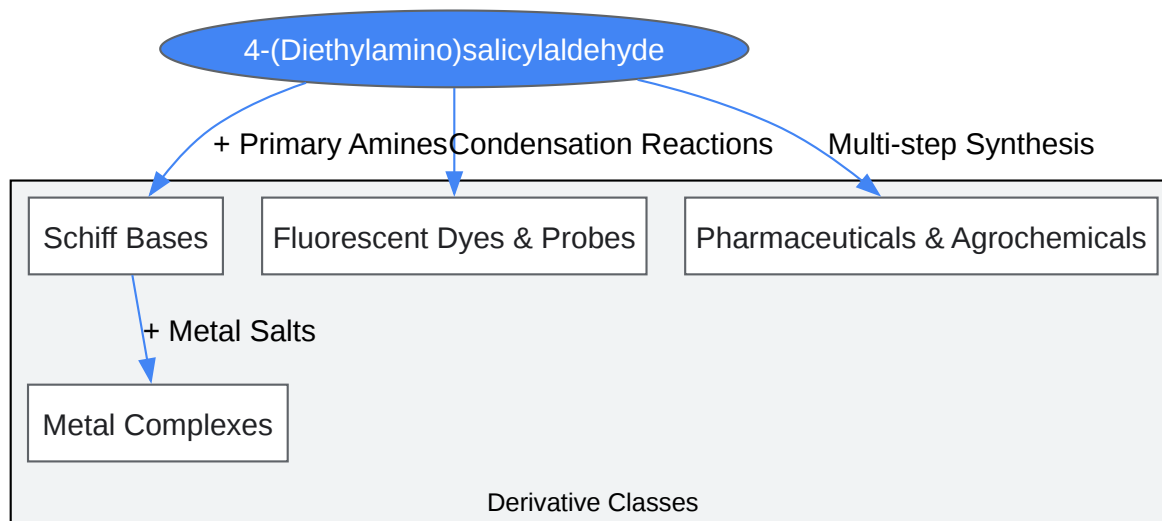 4-(Diethylamino)salicylaldehyde
+ Primary Amines
Condensation Reactions
Multi-step Synthesis
Schiff Bases
Fluorescent Dyes & Probes
Pharmaceuticals & Agrochemicals
+ Metal Salts
Metal Complexes
Derivative Classes